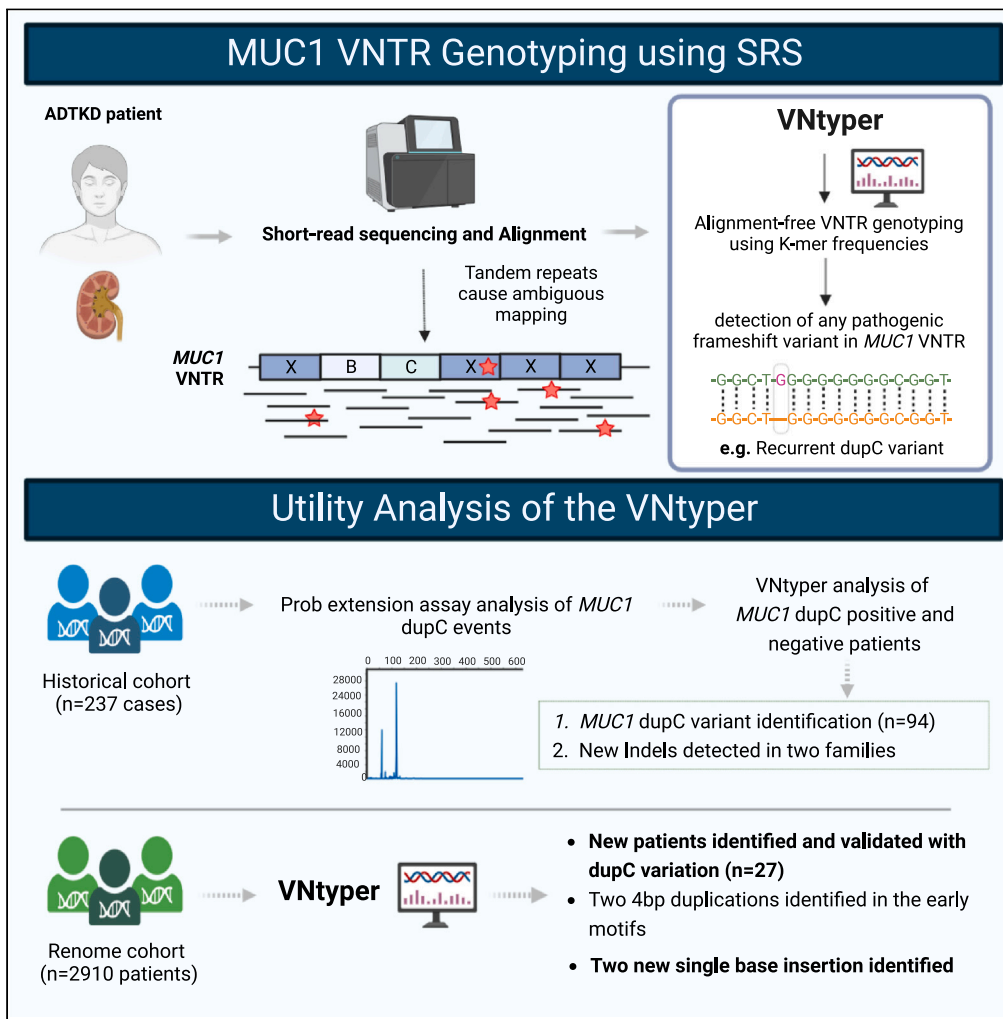 MUC1 VNTR Genotyping using SRS
ADTKD patient
Short-read sequencing and Alignment
Tandem repeats
cause ambiguous
mapping
MUC1
VNTR
X B C X X X
VNtyper
Alignment-free VNTR genotyping
using K-mer frequencies
detection of any pathogenic
frameshift variant in MUC1 VNTR
-G-G-C-T-G-G-G-G-G-G-G-G-C-G-G-T-
-G-G-C-T-–-G-G-G-G-G-G-G-C-G-G-T-
e.g. Recurrent dupC variant
Utility Analysis of the VNtyper
Historical cohort
(n=237 cases)
Prob extension assay analysis of MUC1
dupC events
0 100 200 300 400 500 600
28000
24000
16000
12000
8000
4000
0
VNtyper analysis of
MUC1 dupC positive and
negative patients
1. MUC1 dupC variant identification (n=94)
2. New Indels detected in two families
Renome cohort
(n=2910 patients)
VNtyper
• New patients identified and validated with
dupC variation (n=27)
• Two 4bp duplications identified in the early
motifs
• Two new single base insertion identified